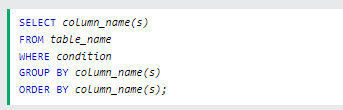 SELECT column_name(s)
FROM table_name
WHERE condition
GROUP BY column_name(s)
ORDER BY column_name(s);